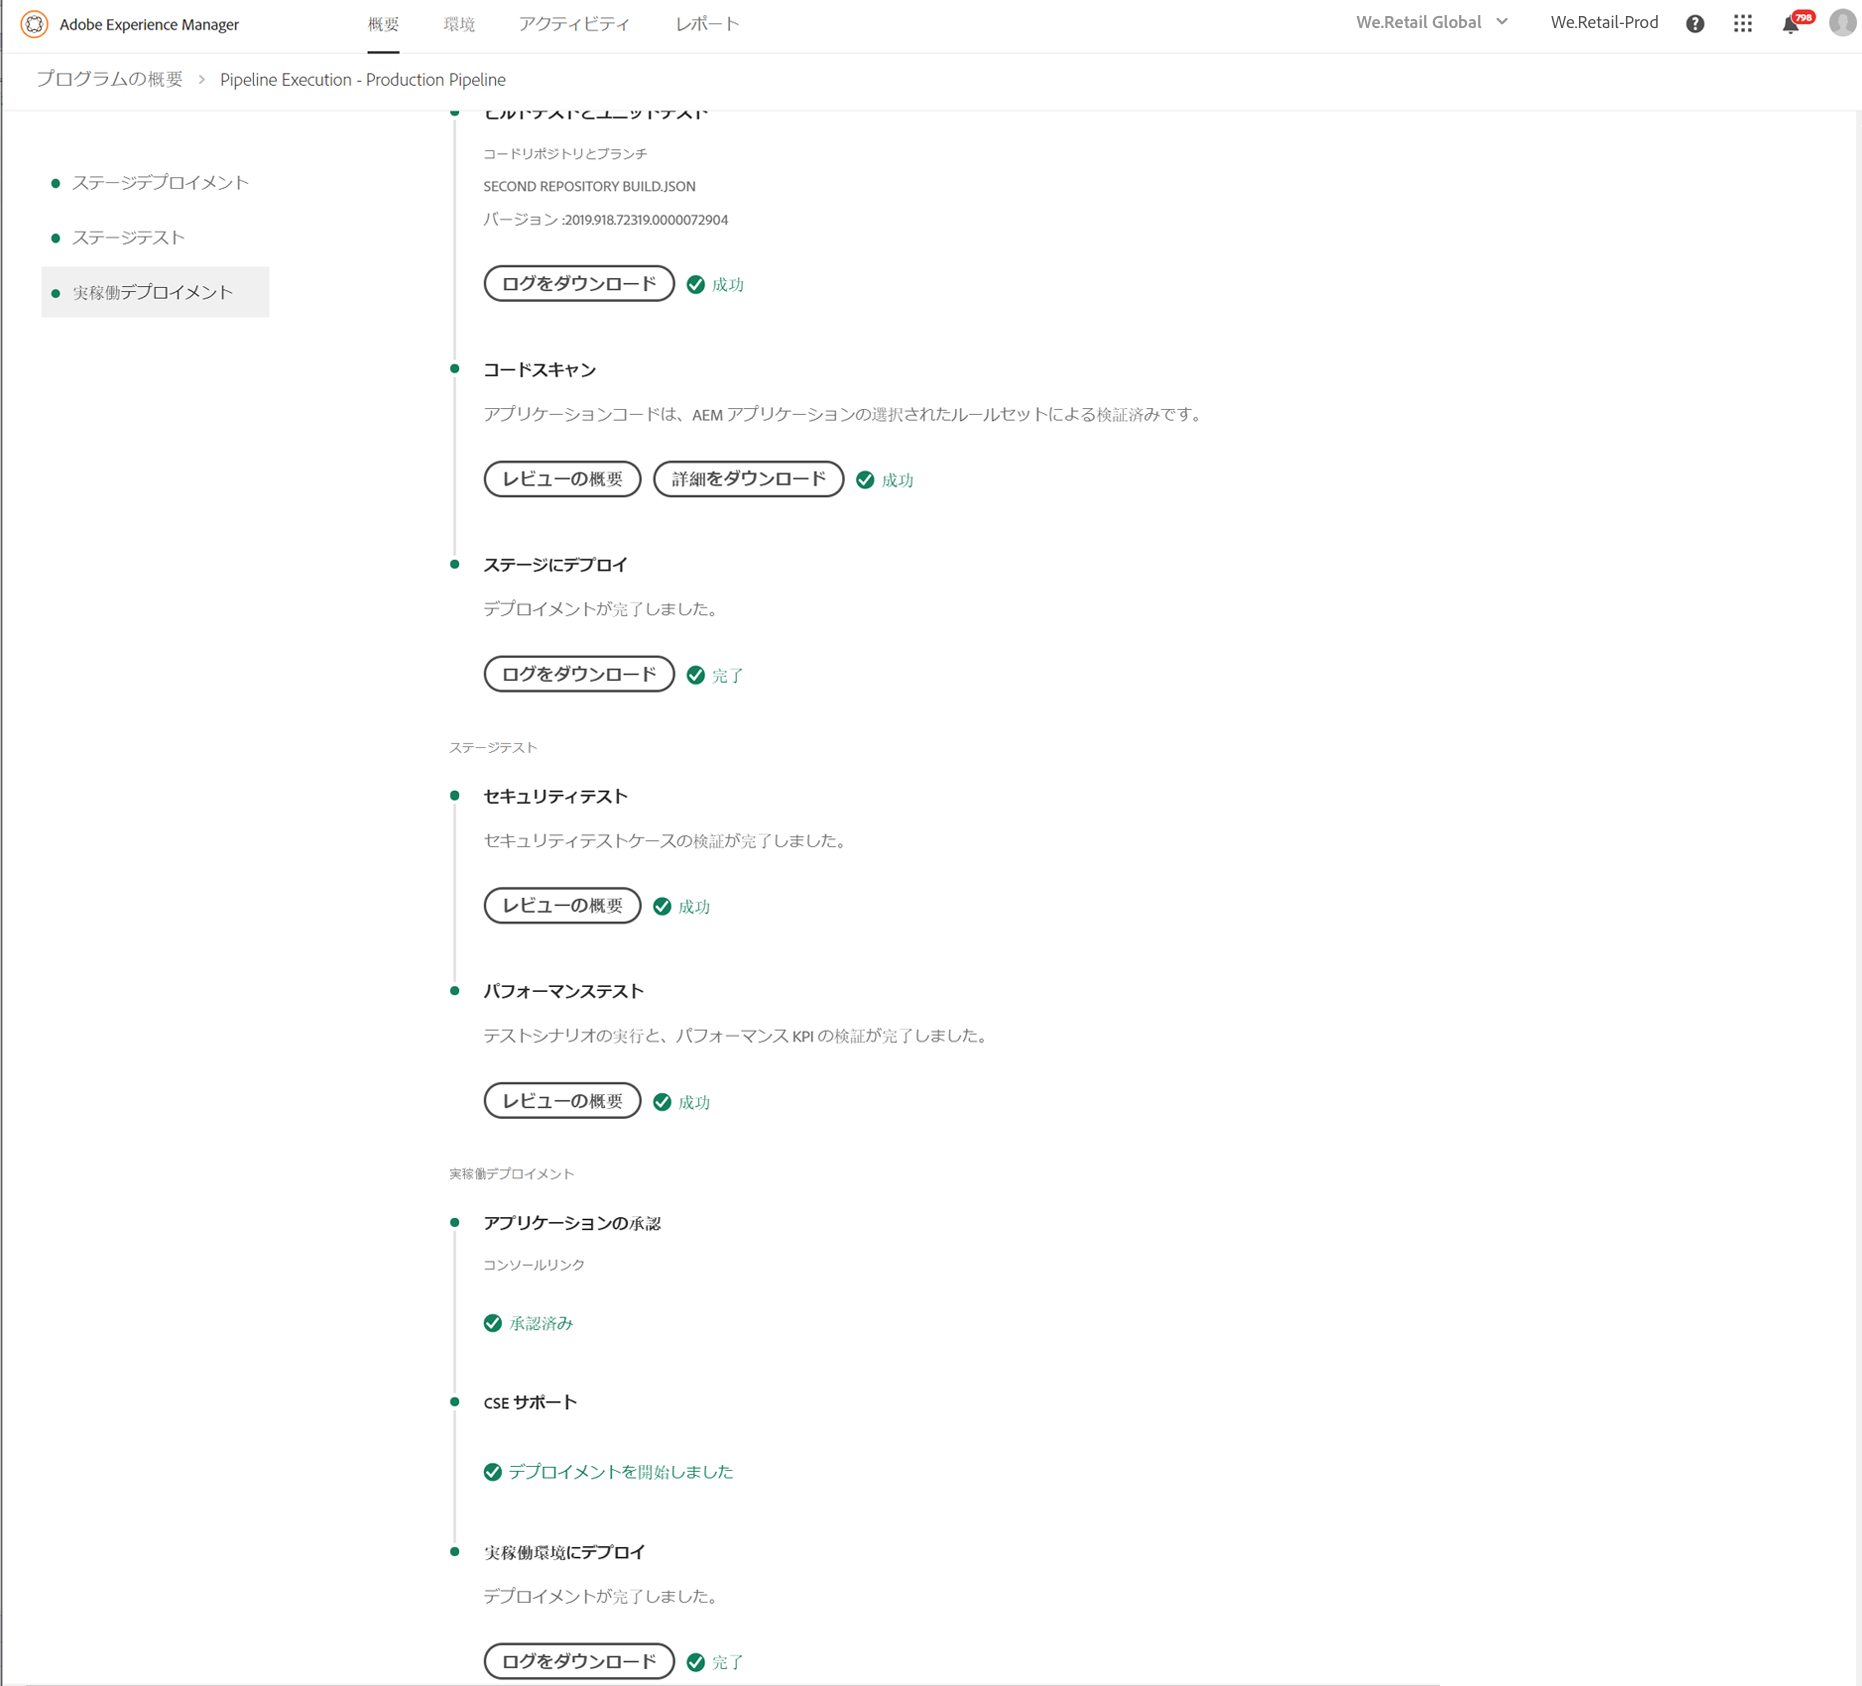 Adobe Experience Manager
概要
環境
アクティビティ
レポート
We.Retail Global
We.Retail-Prod
798
プログラムの概要 > Pipeline Execution - Production Pipeline
ステージデプロイメント
ステージテスト
実稼働デプロイメント
ビルドテストとユニットテスト
コードリポジトリとブランチ
SECOND REPOSITORY BUILD.JSON
バージョン :2019.918.72319.0000072904
ログをダウンロード 成功
コードスキャン
アプリケーションコードは、AEM アプリケーションの選択されたルールセットによる検証済みです。
レビューの概要 詳細をダウンロード 成功
ステージにデプロイ
デプロイメントが完了しました。
ログをダウンロード 完了
ステージテスト
セキュリティテスト
セキュリティテストケースの検証が完了しました。
レビューの概要 成功
パフォーマンステスト
テストシナリオの実行と、パフォーマンス KPI の検証が完了しました。
レビューの概要 成功
実稼働デプロイメント
アプリケーションの承認
コンソールリンク
承認済み
CSE サポート
デプロイメントを開始しました
実稼働環境にデプロイ
デプロイメントが完了しました。
ログをダウンロード 完了